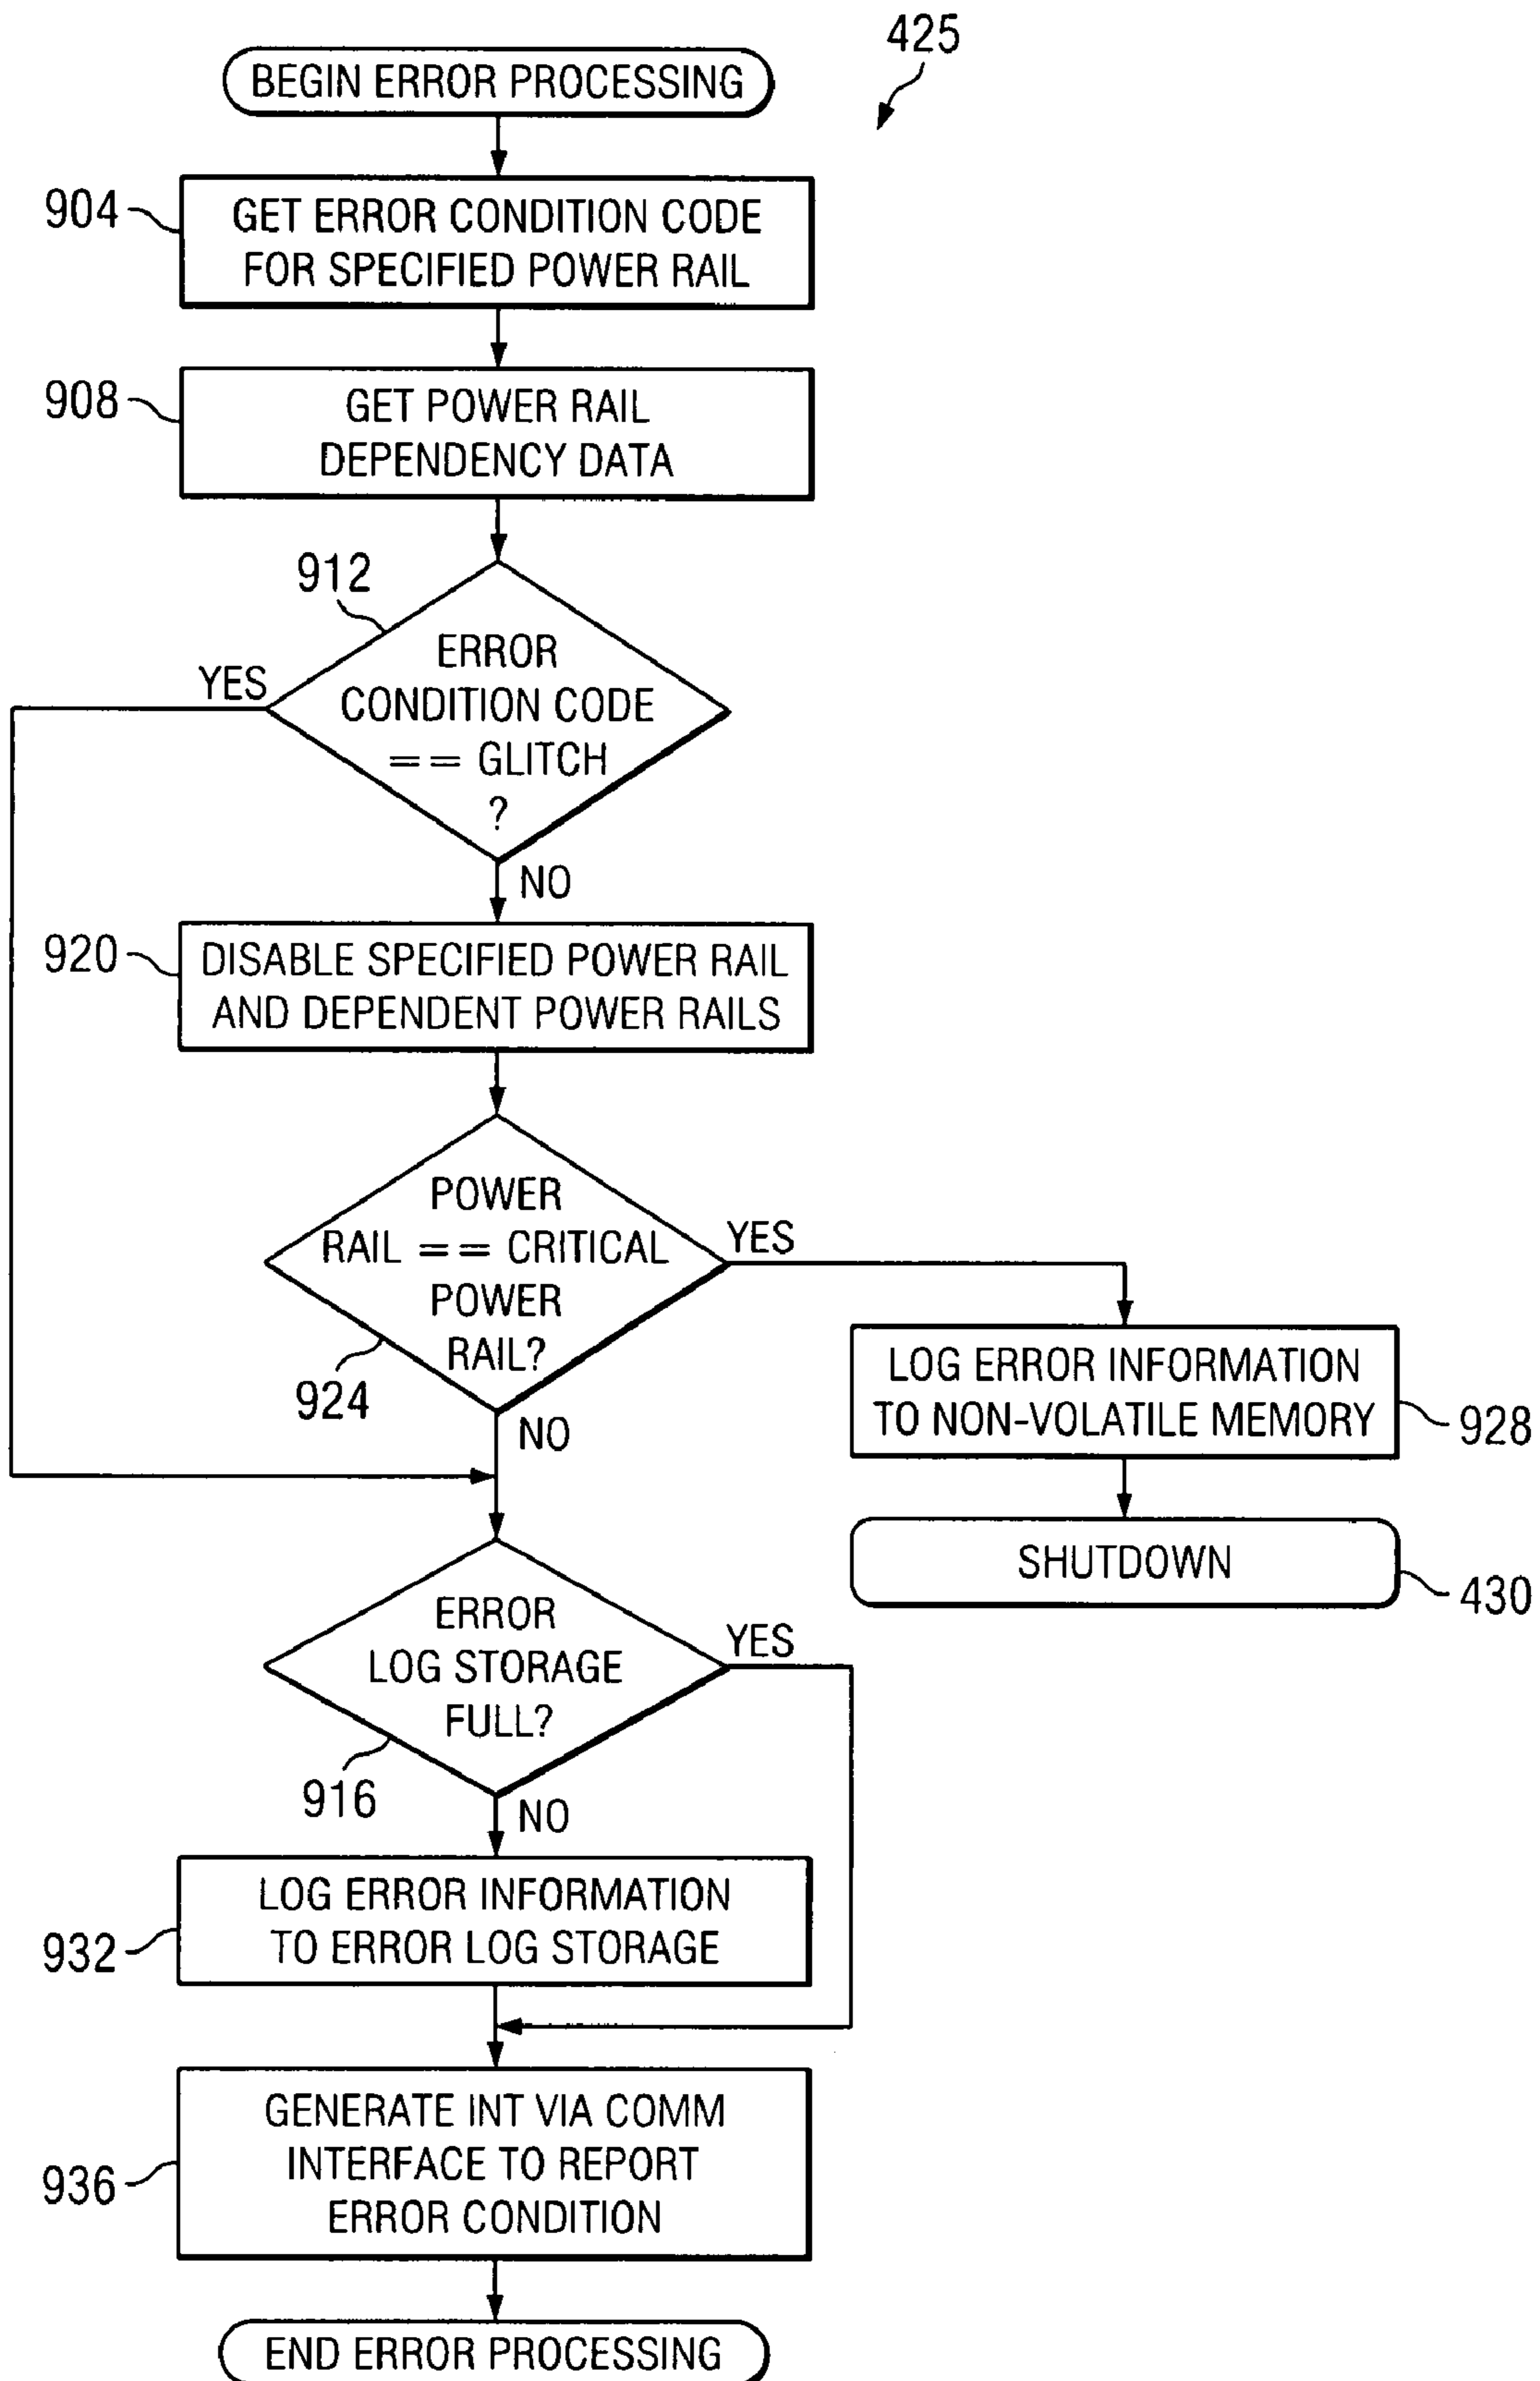 425
BEGIN ERROR PROCESSING
904
GET ERROR CONDITION CODE
FOR SPECIFIED POWER RAIL
908
GET POWER RAIL
DEPENDENCY DATA
912
ERROR
CONDITION CODE
== GLITCH
?
YES
NO
920
DISABLE SPECIFIED POWER RAIL
AND DEPENDENT POWER RAILS
POWER
RAIL == CRITICAL
POWER
RAIL?
924
YES
NO
LOG ERROR INFORMATION
TO NON-VOLATILE MEMORY
928
SHUTDOWN
430
ERROR
LOG STORAGE
FULL?
916
YES
NO
LOG ERROR INFORMATION
TO ERROR LOG STORAGE
932
GENERATE INT VIA COMM
INTERFACE TO REPORT
ERROR CONDITION
936
END ERROR PROCESSING